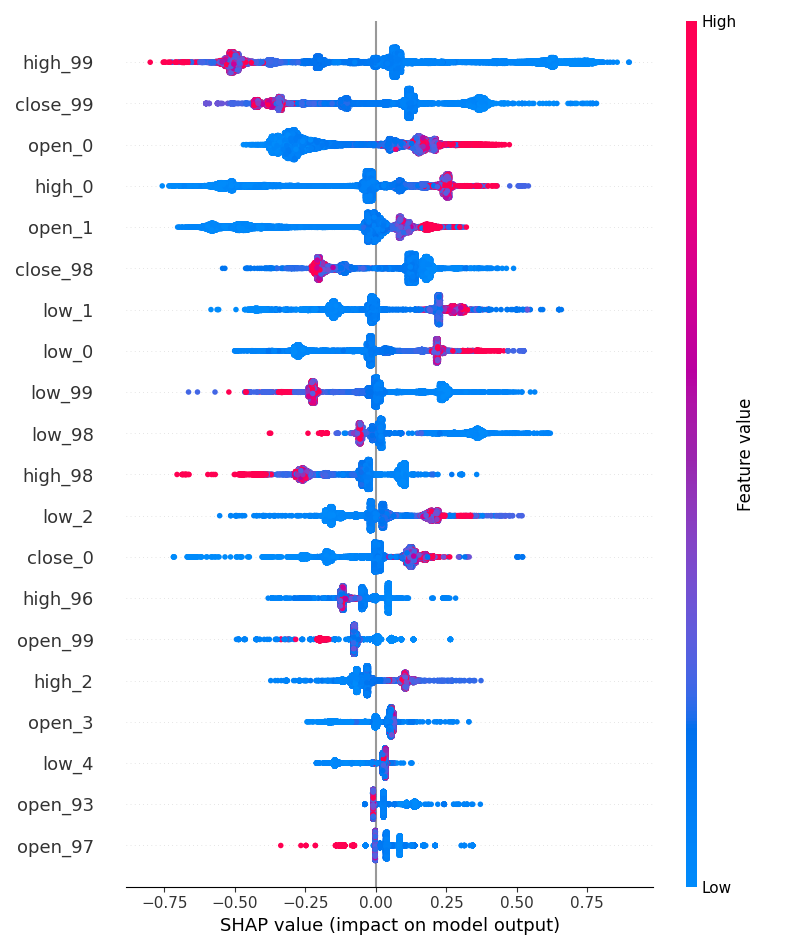 High
high_99
close_99
open_0
high_0
open_1
close_98
low_1
low_0
low_99
low_98
high_98
low_2
close_0
high_96
open_99
high_2
open_3
low_4
open_93
open_97
Feature value
Low
−0.75 −0.50 −0.25 0.00 0.25 0.50 0.75
SHAP value (impact on model output)